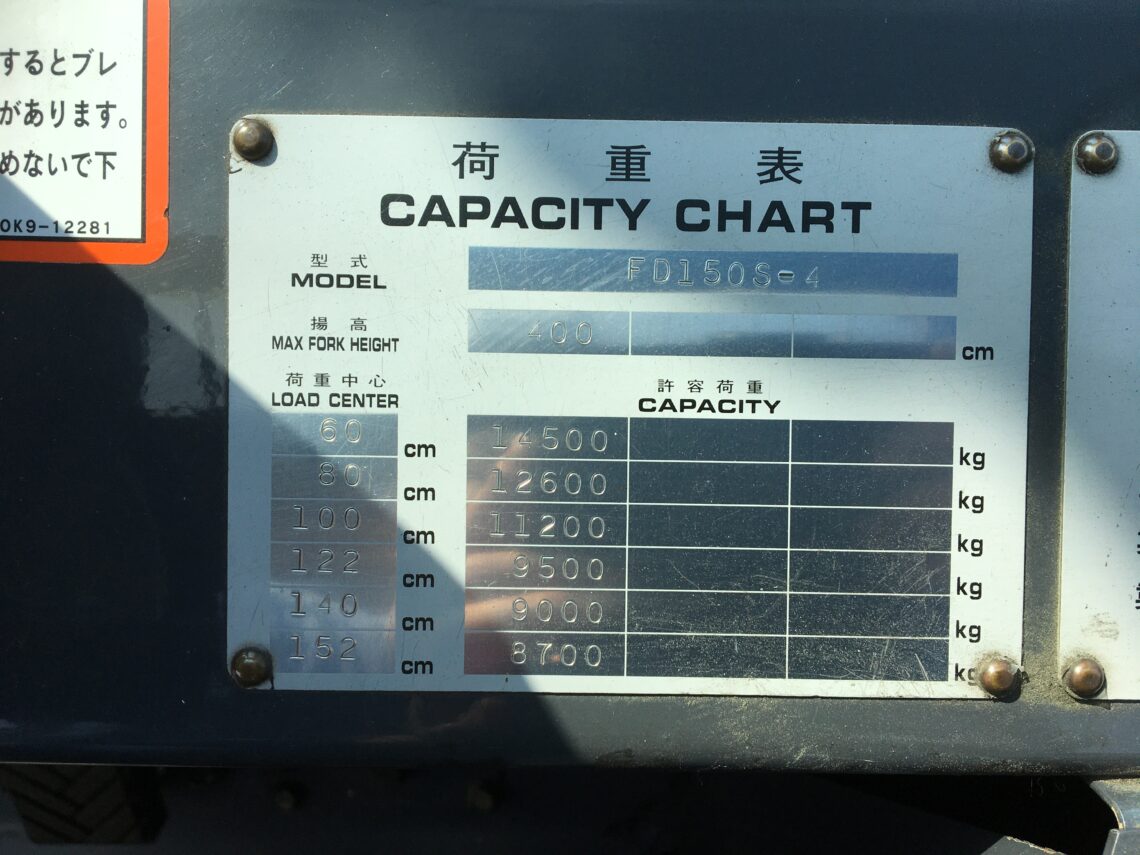 するとブレ
があります。
めないで下
0K9-12281
荷重表
CAPACITY CHART
型式
MODEL FD150S-4
揚高
MAX FORK HEIGHT 400 cm
荷重中心 許容荷重
LOAD CENTER CAPACITY
60 cm 14500 kg
80 cm 12600 kg
100 cm 11200 kg
122 cm 9500 kg
140 cm 9000 kg
152 cm 8700 kg